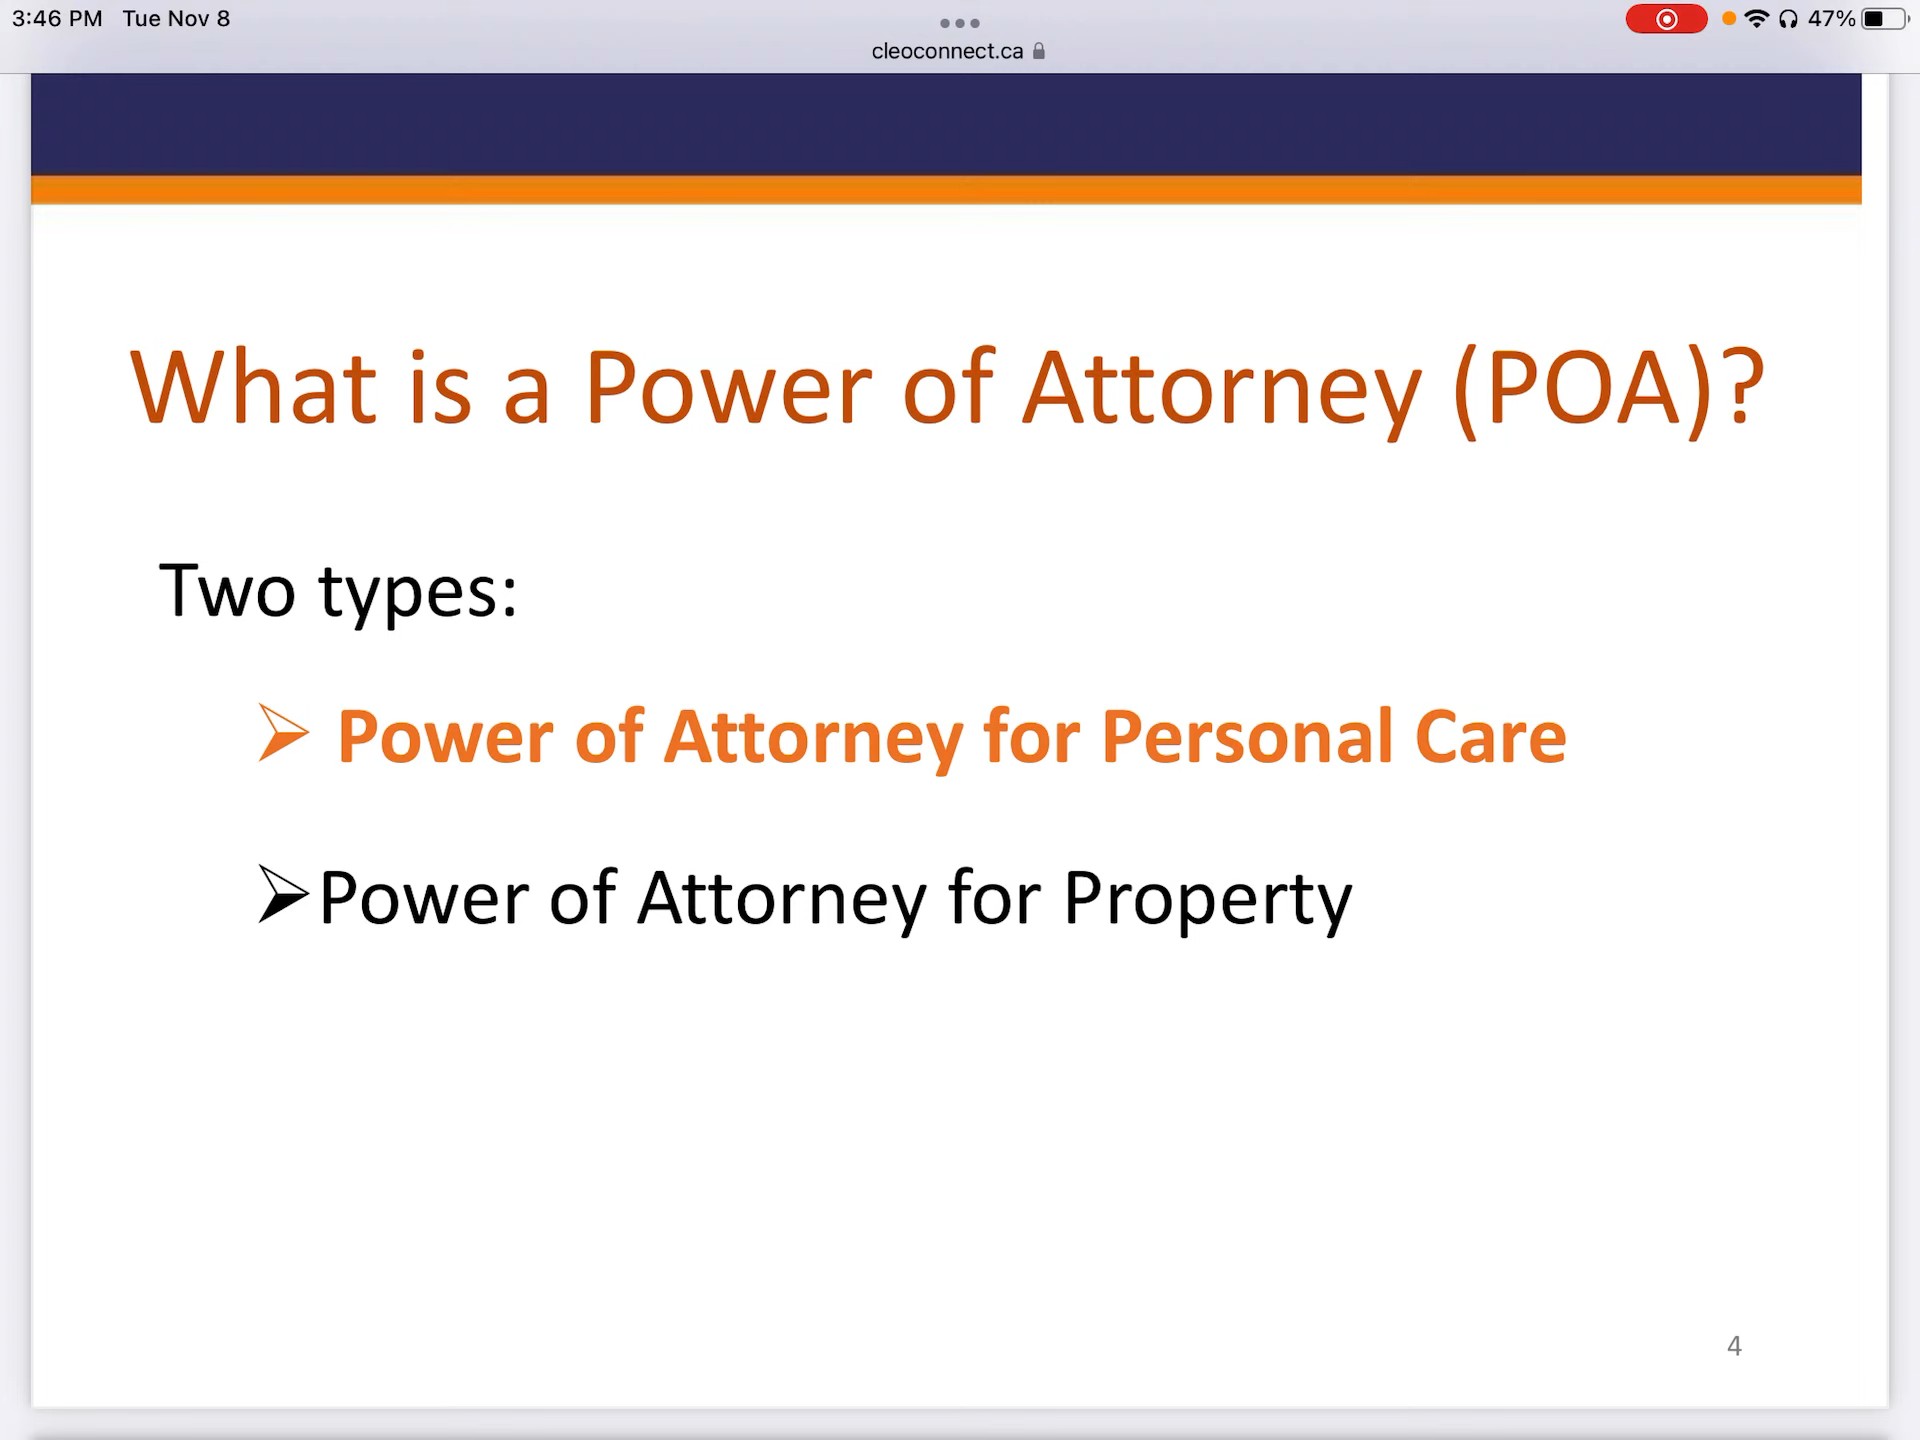 3:46 PM Tue Nov 8
47%
cleoconnect.ca
What is a Power of Attorney (POA)?
Two types:
➢ Power of Attorney for Personal Care
➢Power of Attorney for Property
4